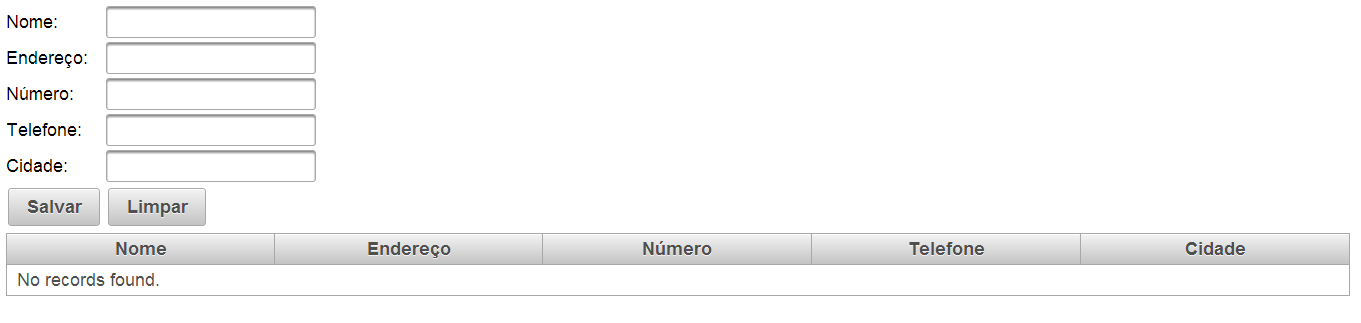 Nome:
Endereço:
Número:
Telefone:
Cidade:
Salvar Limpar
Nome Endereço Número Telefone Cidade
No records found.